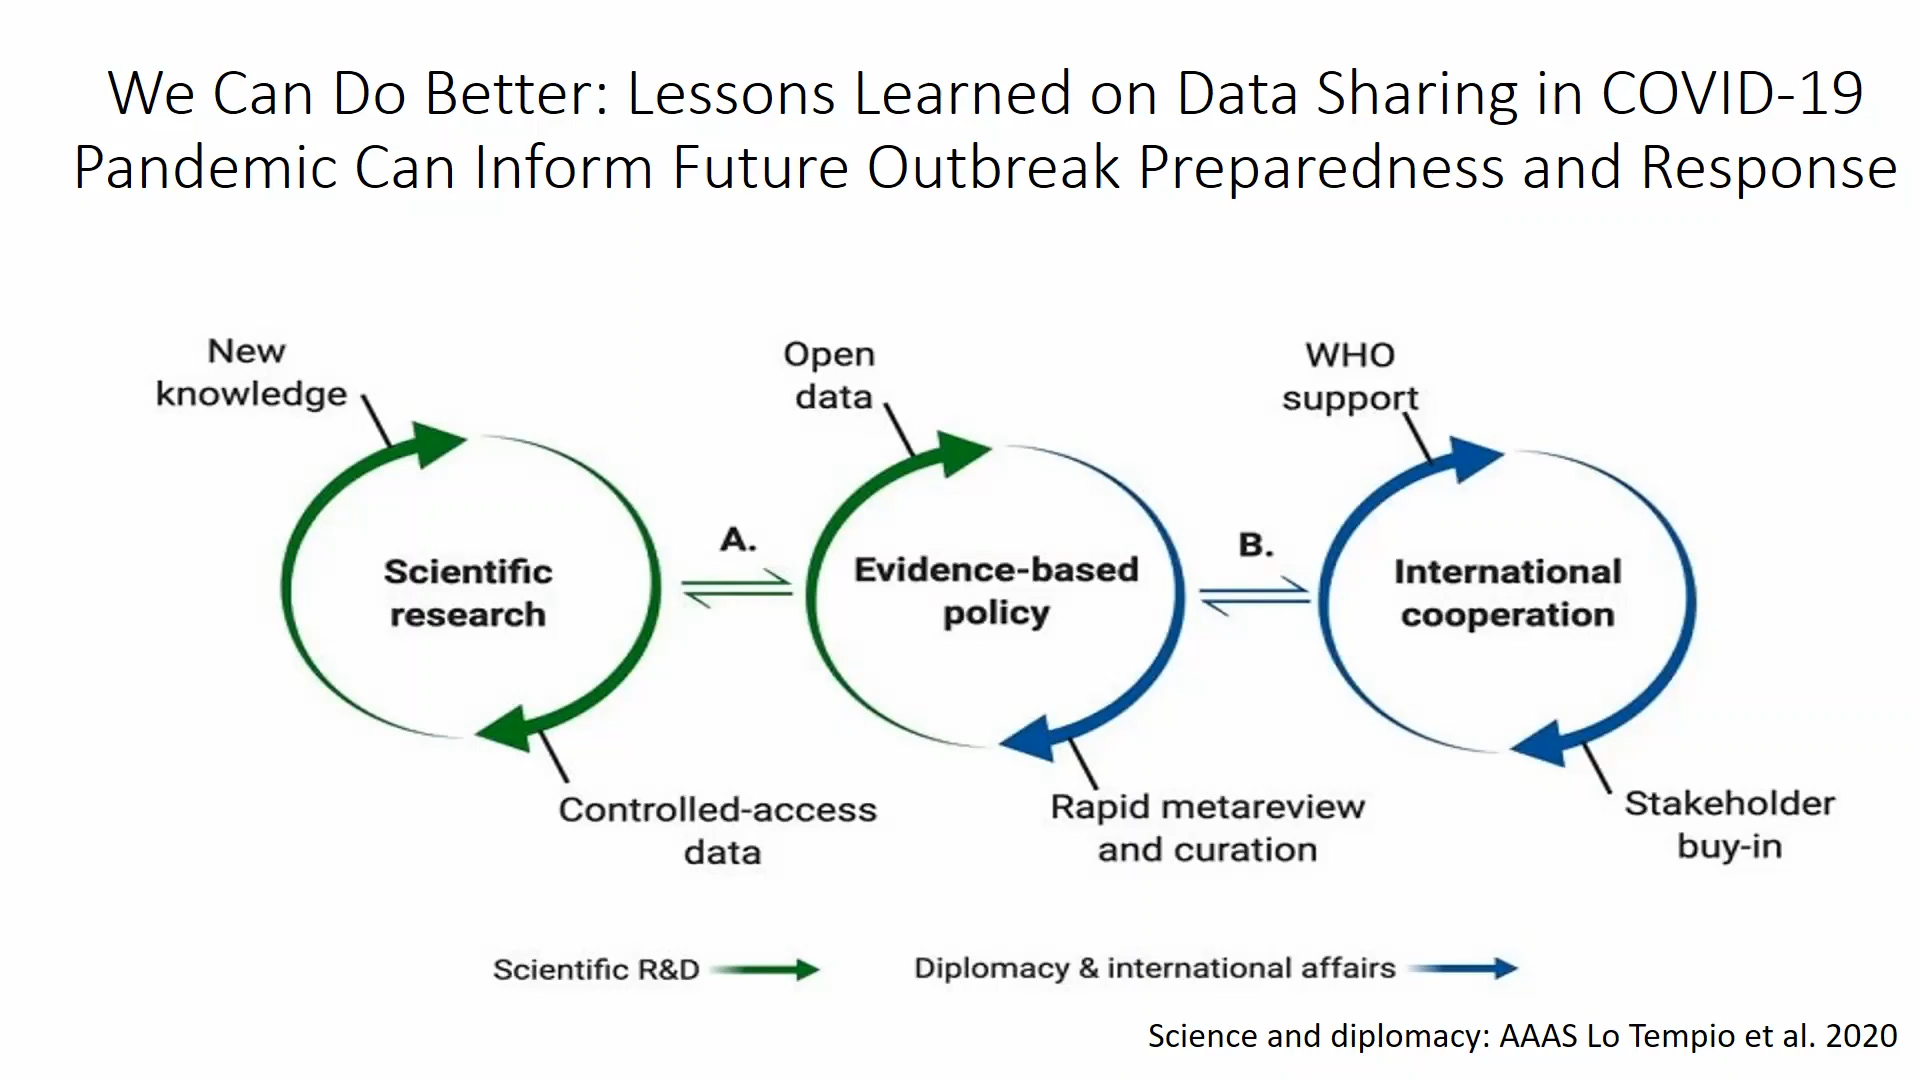 We Can Do Better: Lessons Learned on Data Sharing in COVID-19
Pandemic Can Inform Future Outbreak Preparedness and Response
New
knowledge
Open
data
WHO
support
A.
B.
Scientific
research
Evidence-based
policy
International
cooperation
Controlled-access
data
Rapid metareview
and curation
Stakeholder
buy-in
Scientific R&D
Diplomacy & international affairs
Science and diplomacy: AAAS Lo Tempio et al. 2020